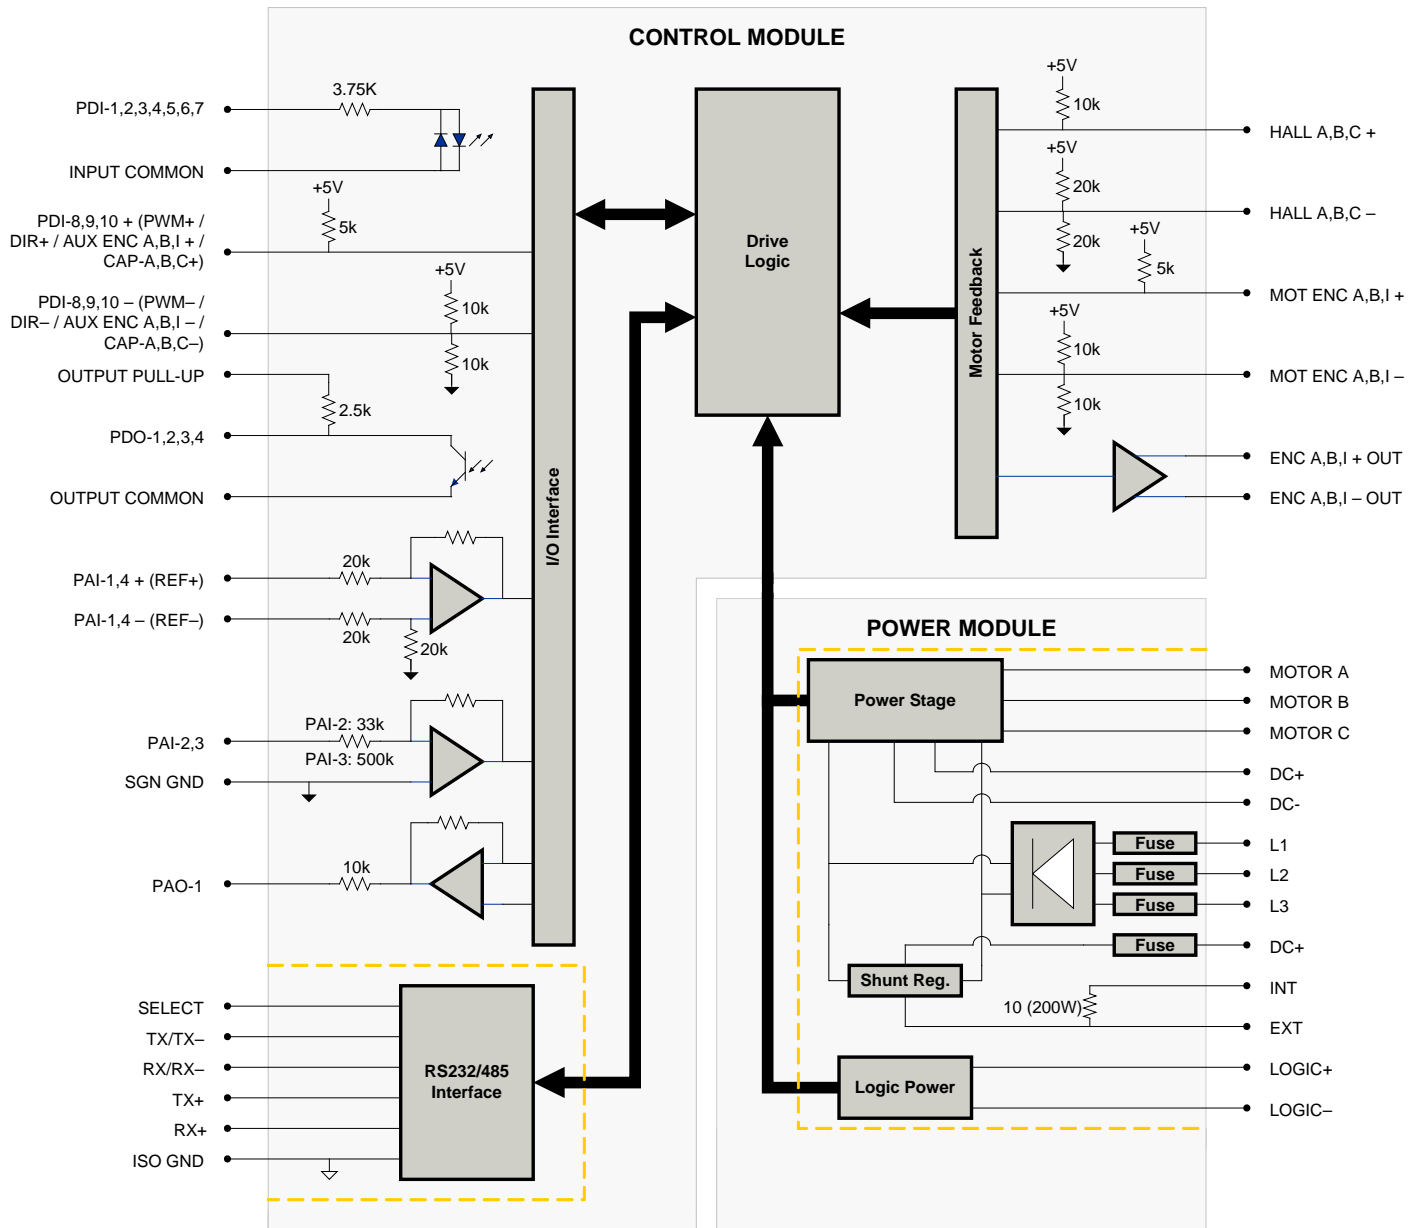 CONTROL MODULE
PDI-1,2,3,4,5,6,7
3.75K
INPUT COMMON
+5V
5k
PDI-8,9,10 + (PWM+ /
DIR+ / AUX ENC A,B,I + /
CAP-A,B,C+)
+5V
10k
10k
PDI-8,9,10 – (PWM– /
DIR– / AUX ENC A,B,I – /
CAP-A,B,C–)
OUTPUT PULL-UP
2.5k
PDO-1,2,3,4
OUTPUT COMMON
PAI-1,4 + (REF+)
20k
PAI-1,4 – (REF–)
20k
20k
PAI-2,3
PAI-2: 33k
PAI-3: 500k
SGN GND
PAO-1
10k
I/O Interface
SELECT
TX/TX–
RX/RX–
TX+
RX+
ISO GND
RS232/485
Interface
Drive
Logic
Motor Feedback
+5V
10k
HALL A,B,C +
+5V
20k
20k
HALL A,B,C –
+5V
5k
MOT ENC A,B,I +
+5V
10k
10k
MOT ENC A,B,I –
ENC A,B,I + OUT
ENC A,B,I – OUT
POWER MODULE
Power Stage
MOTOR A
MOTOR B
MOTOR C
DC+
DC-
Fuse
L1
Fuse
L2
Fuse
L3
Fuse
DC+
Shunt Reg.
10 (200W)
INT
EXT
Logic Power
LOGIC+
LOGIC–